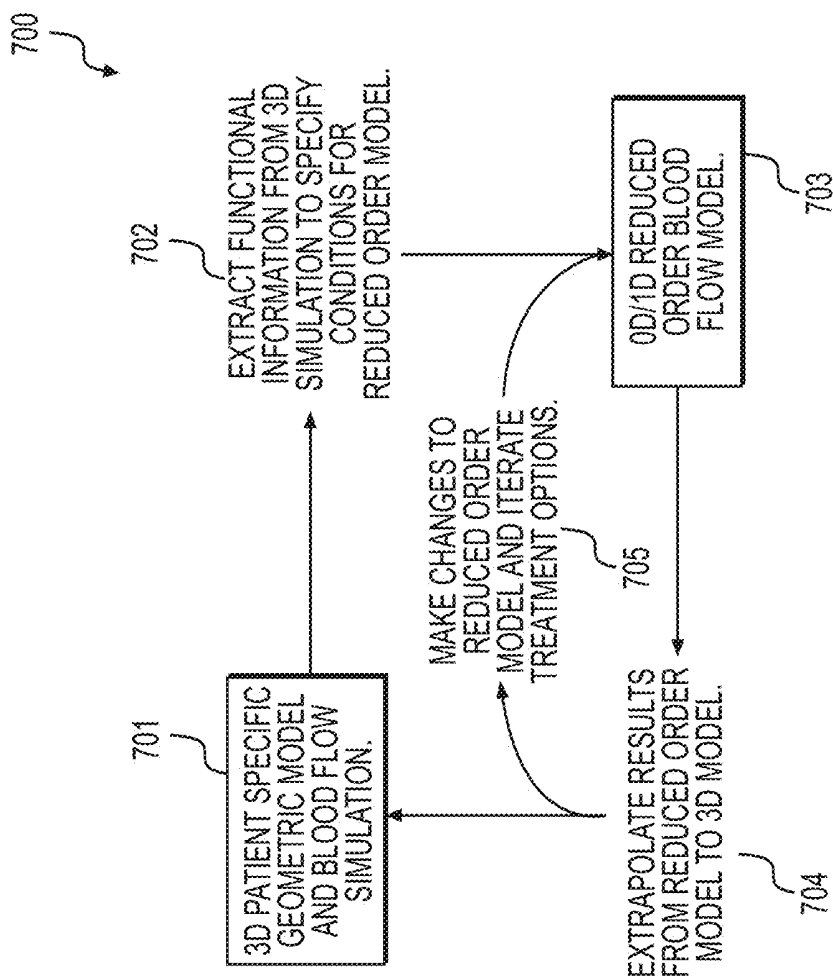 700
701
3D PATIENT SPECIFIC
GEOMETRIC MODEL
AND BLOOD FLOW
SIMULATION.
702
EXTRACT FUNCTIONAL
INFORMATION FROM 3D
SIMULATION TO SPECIFY
CONDITIONS FOR
REDUCED ORDER MODEL.
MAKE CHANGES TO
REDUCED ORDER
MODEL AND ITERATE
TREATMENT OPTIONS.
705
EXTRAPOLATE RESULTS
FROM REDUCED ORDER
MODEL TO 3D MODEL.
704
0D/1D REDUCED
ORDER BLOOD
FLOW MODEL.
703